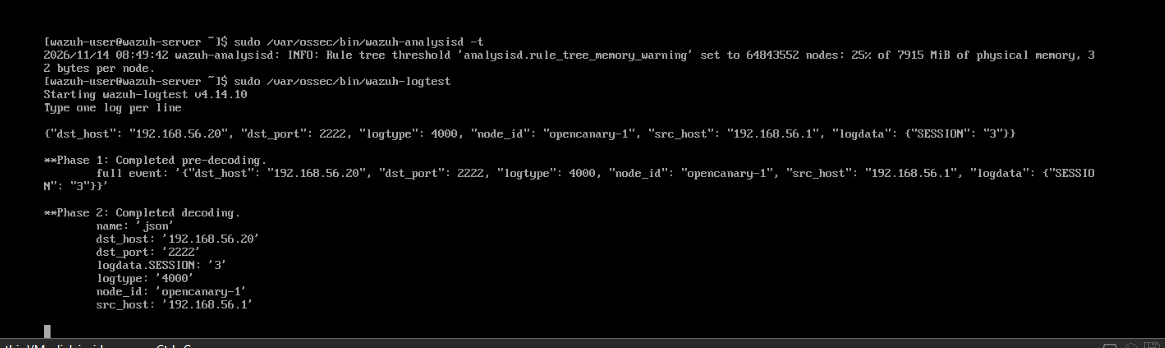 [wazuh-user@wazuh-server ~]$ sudo /var/ossec/bin/wazuh-analysisd -t
2026/11/14 08:49:42 wazuh-analysisd: INFO: Rule tree threshold 'analysisd.rule_tree_memory_warning' set to 64843552 nodes: 25% of 7915 MiB of physical memory, 3
2 bytes per node.
[wazuh-user@wazuh-server ~]$ sudo /var/ossec/bin/wazuh-logtest
Starting wazuh-logtest v4.14.10
Type one log per line
{"dst_host": "192.168.56.20", "dst_port": 2222, "logtype": 4000, "node_id": "opencanary-1", "src_host": "192.168.56.1", "logdata": {"SESSION": "3"}}
**Phase 1: Completed pre-decoding.
full event: '{"dst_host": "192.168.56.20", "dst_port": 2222, "logtype": 4000, "node_id": "opencanary-1", "src_host": "192.168.56.1", "logdata": {"SESSIO
N": "3"}}'
**Phase 2: Completed decoding.
name: 'json'
dst_host: '192.168.56.20'
dst_port: '2222'
logdata.SESSION: '3'
logtype: '4000'
node_id: 'opencanary-1'
src_host: '192.168.56.1'